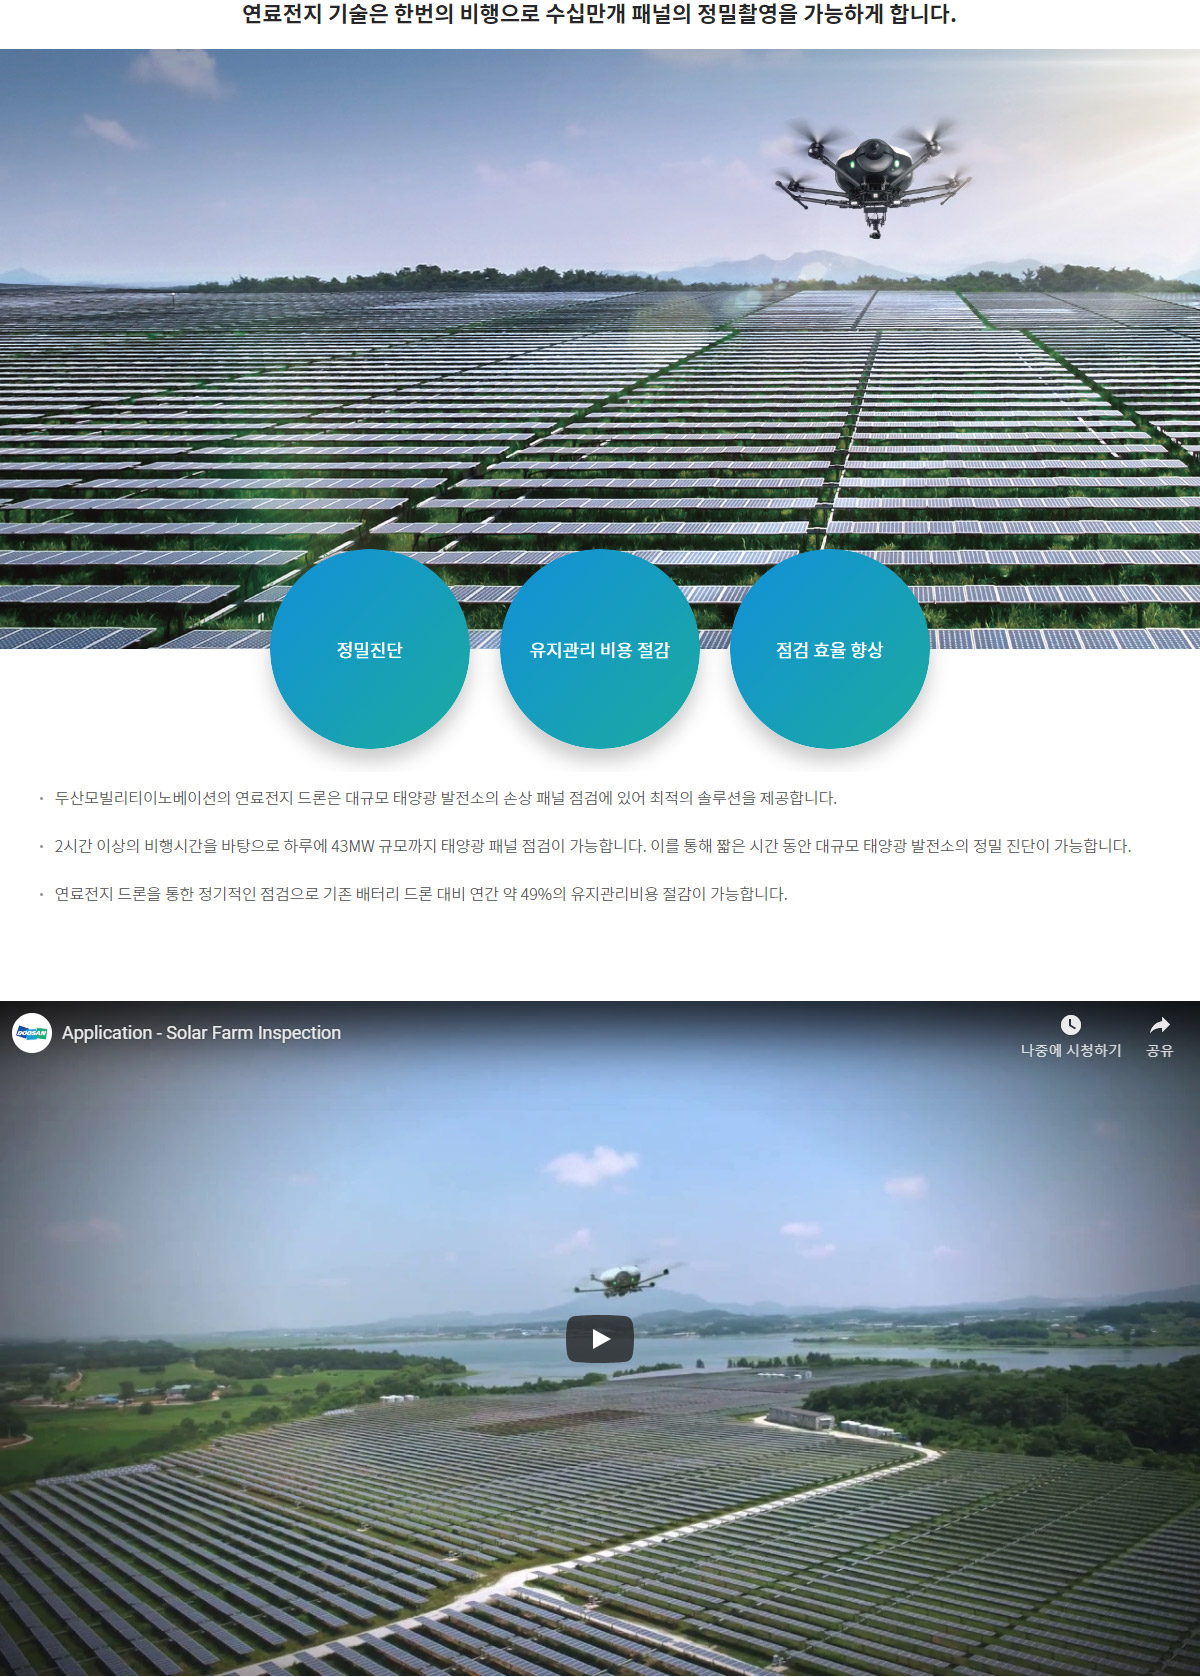 연료전지 기술은 한번의 비행으로 수십만개 패널의 정밀촬영을 가능하게 합니다.
정밀진단
유지관리 비용 절감
점검 효율 향상
두산모빌리티이노베이션의 연료전지 드론은 대규모 태양광 발전소의 손상 패널 점검에 있어 최적의 솔루션을 제공합니다.
2시간 이상의 비행시간을 바탕으로 하루에 43MW 규모까지 태양광 패널 점검이 가능합니다. 이를 통해 짧은 시간 동안 대규모 태양광 발전소의 정밀 진단이 가능합니다.
연료전지 드론을 통한 정기적인 점검으로 기존 배터리 드론 대비 연간 약 49%의 유지관리비용 절감이 가능합니다.
DOOSAN
Application - Solar Farm Inspection
나중에 시청하기
공유